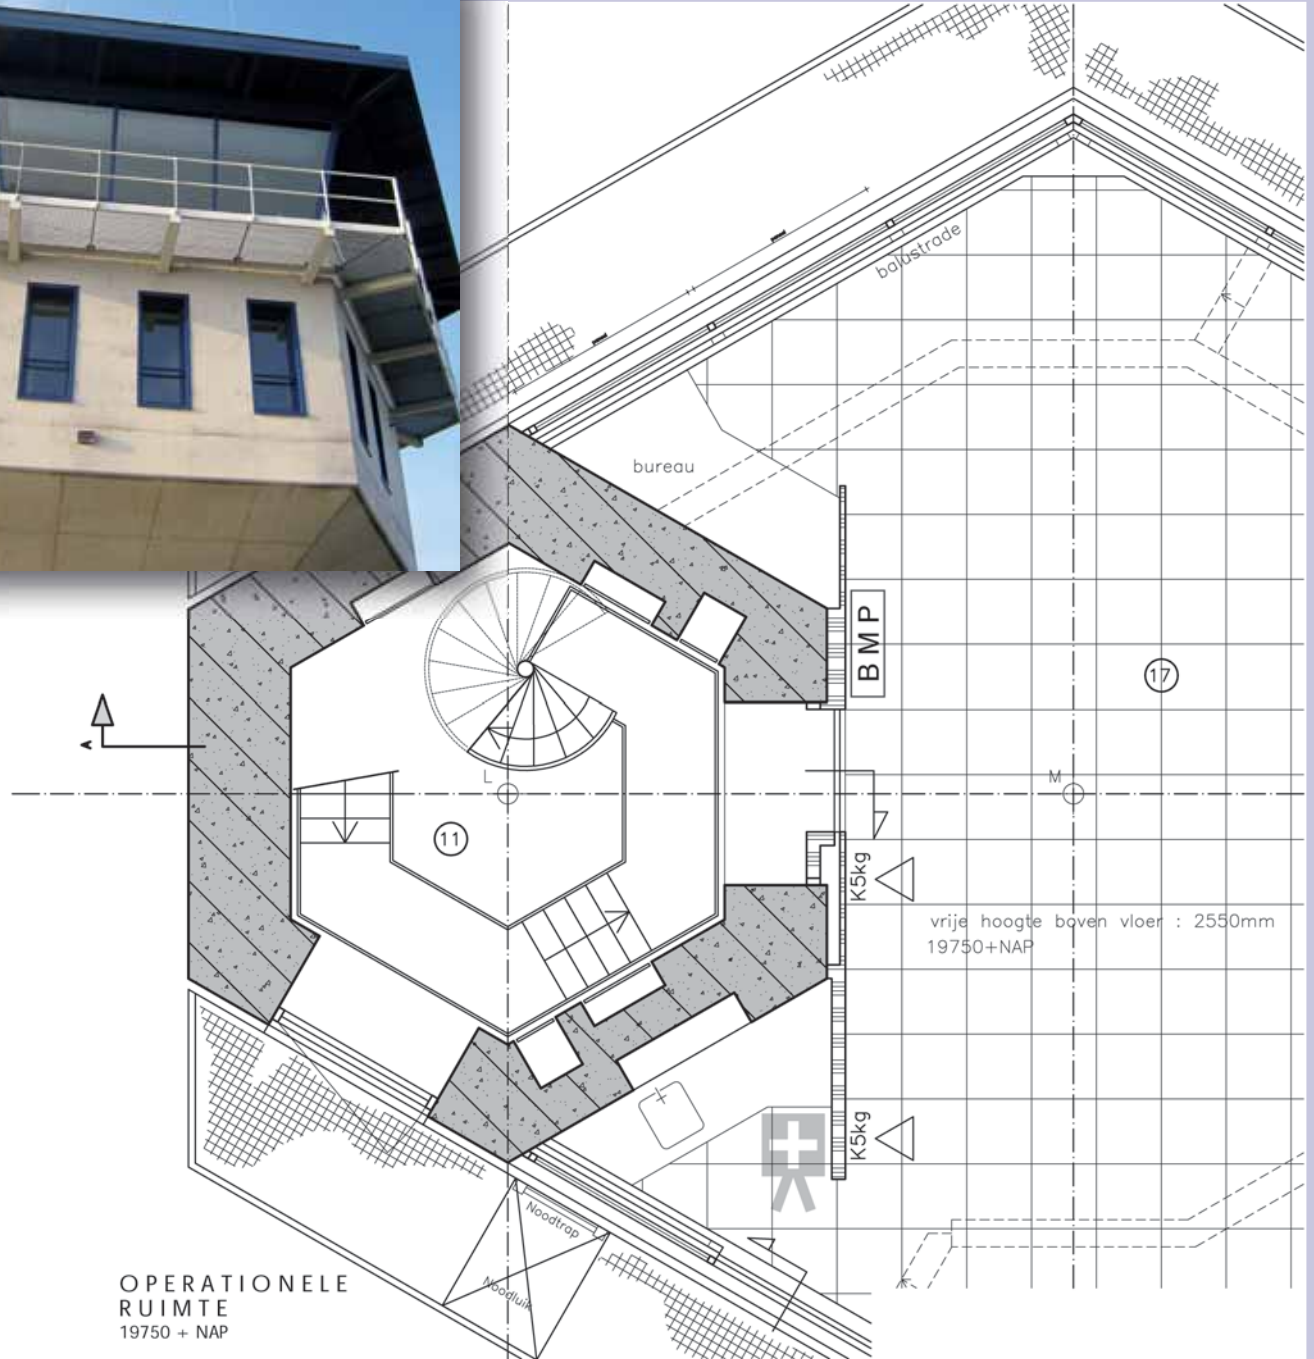 balustrade
bureau
BMP
17
L
M
A
11
K5kg
vrije hoogte boven vloer : 2550mm
19750+NAP
K5kg
Noodtrap
Noodluik
OPERATIONELE
RUIMTE
19750 + NAP